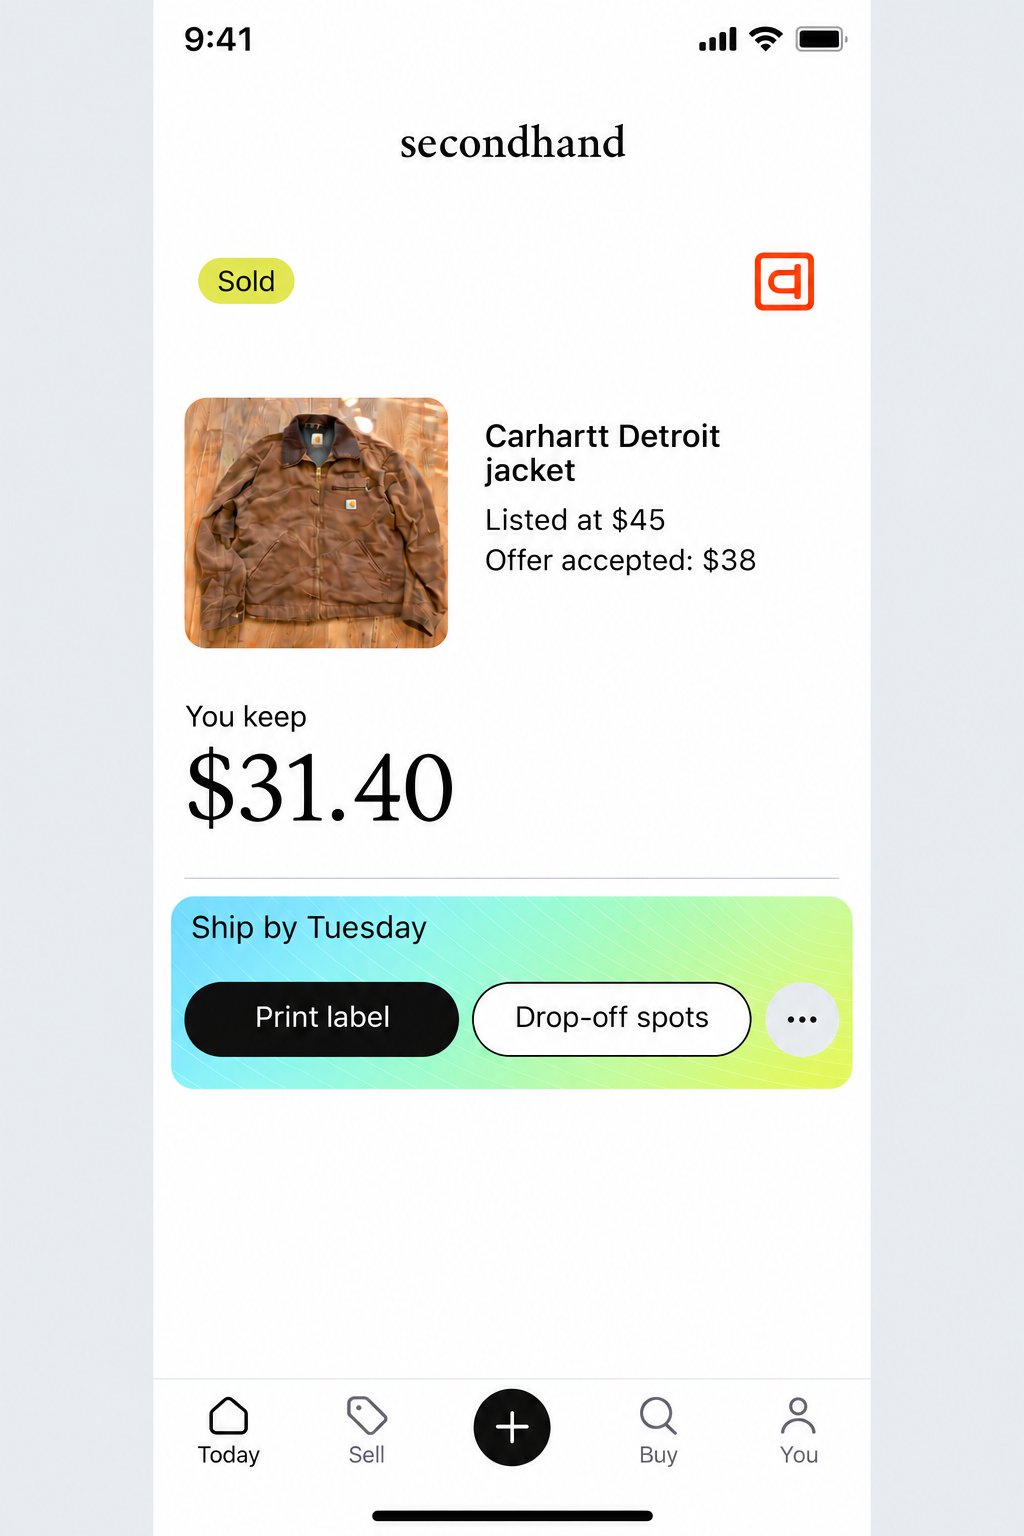 9:41
secondhand
Sold
Carhartt Detroit
jacket
Listed at $45
Offer accepted: $38
You keep
$31.40
Ship by Tuesday
Print label
Drop-off spots
Today
Sell
Buy
You